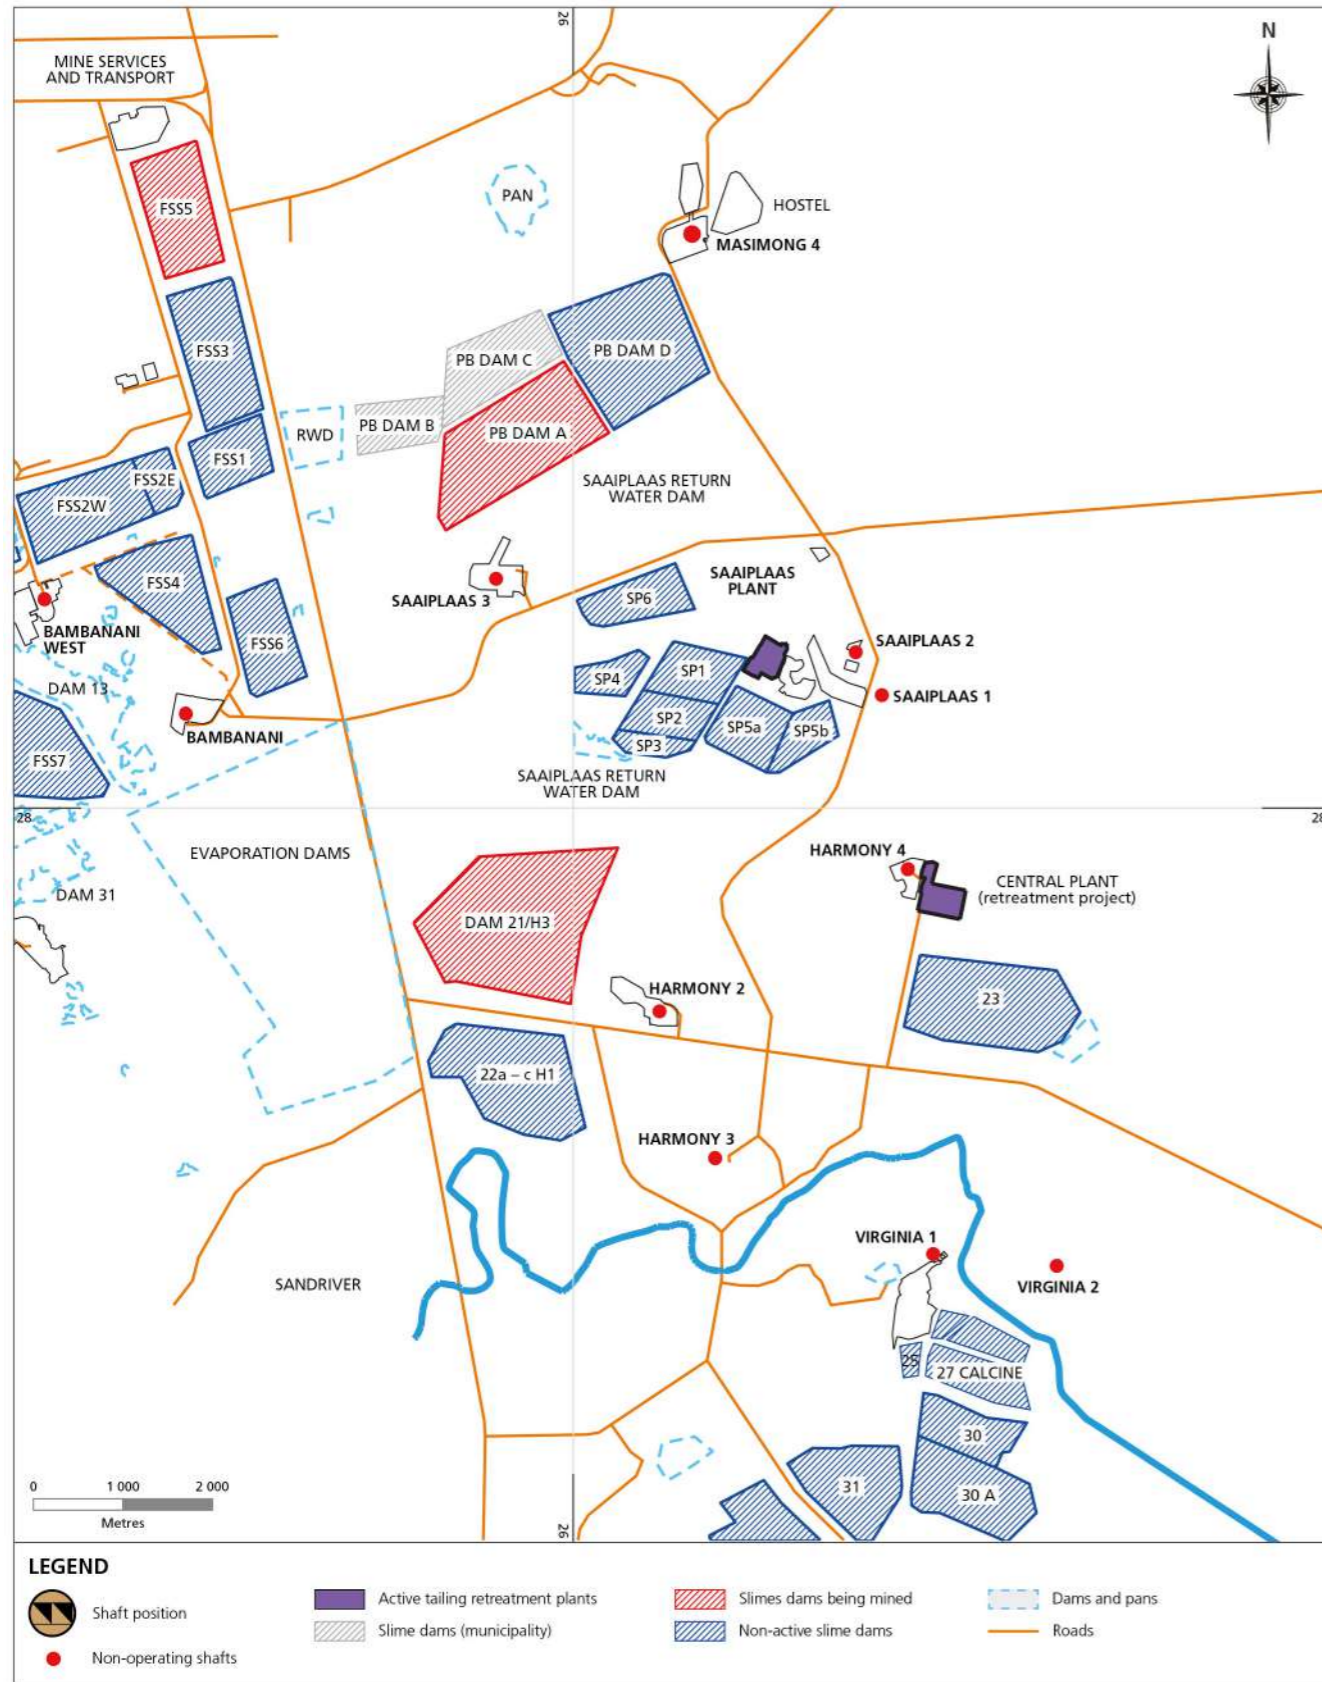 26
N
MINE SERVICES
AND TRANSPORT
PAN
HOSTEL
FSS5
MASIMONG 4
FSS3
PB DAM C
PB DAM D
PB DAM B
PB DAM A
RWD
FSS1
FSS2E
FSS2W
SAAIPLAAS RETURN
WATER DAM
FSS4
SAAIPLAAS
PLANT
SAAIPLAAS 3
SP6
BAMBANANI
WEST
FSS6
SAAIPLAAS 2
SP4
SP1
DAM 13
SAAIPLAAS 1
SP2
SP5a
SP5b
BAMBANANI
SP3
FSS7
SAAIPLAAS RETURN
WATER DAM
28
28
EVAPORATION DAMS
HARMONY 4
CENTRAL PLANT
(retreatment project)
DAM 31
DAM 21/H3
HARMONY 2
23
22a – c H1
HARMONY 3
VIRGINIA 1
SANDRIVER
VIRGINIA 2
25
27 CALCINE
30
31
30 A
0 1 000 2 000
Metres
26
LEGEND
Shaft position
Non-operating shafts
Active tailing retreatment plants
Slime dams (municipality)
Slimes dams being mined
Non-active slime dams
Dams and pans
Roads